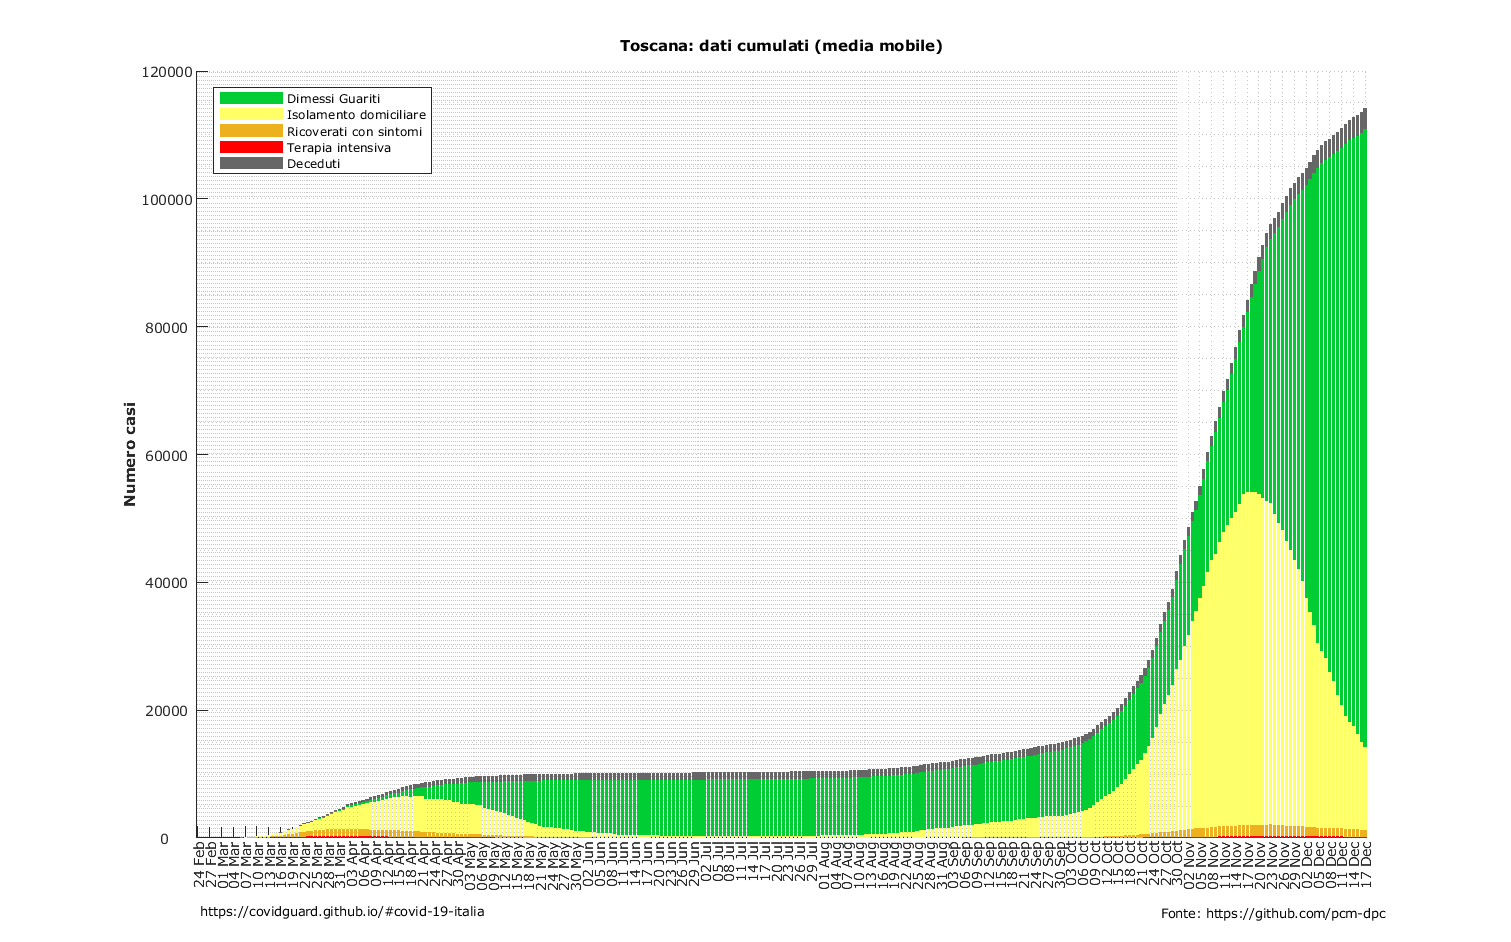 Toscana: dati cumulati (media mobile)
120000
100000
80000
60000
40000
20000
0
Numero casi
Dimessi Guariti
Isolamento domiciliare
Ricoverati con sintomi
Terapia intensiva
Deceduti
24 Feb
27 Feb
01 Mar
04 Mar
07 Mar
10 Mar
13 Mar
16 Mar
19 Mar
22 Mar
25 Mar
28 Mar
31 Mar
03 Apr
06 Apr
09 Apr
12 Apr
15 Apr
18 Apr
21 Apr
24 Apr
27 Apr
30 Apr
03 May
06 May
09 May
12 May
15 May
18 May
21 May
24 May
27 May
30 May
02 Jun
05 Jun
08 Jun
11 Jun
14 Jun
17 Jun
20 Jun
23 Jun
26 Jun
29 Jun
02 Jul
05 Jul
08 Jul
11 Jul
14 Jul
17 Jul
20 Jul
23 Jul
26 Jul
29 Jul
01 Aug
04 Aug
07 Aug
10 Aug
13 Aug
16 Aug
19 Aug
22 Aug
25 Aug
28 Aug
31 Aug
03 Sep
06 Sep
09 Sep
12 Sep
15 Sep
18 Sep
21 Sep
24 Sep
27 Sep
30 Sep
03 Oct
06 Oct
09 Oct
12 Oct
15 Oct
18 Oct
21 Oct
24 Oct
27 Oct
30 Oct
02 Nov
05 Nov
08 Nov
11 Nov
14 Nov
17 Nov
20 Nov
23 Nov
26 Nov
29 Nov
02 Dec
05 Dec
08 Dec
11 Dec
14 Dec
17 Dec
https://covidguard.github.io/#covid-19-italia
Fonte: https://github.com/pcm-dpc